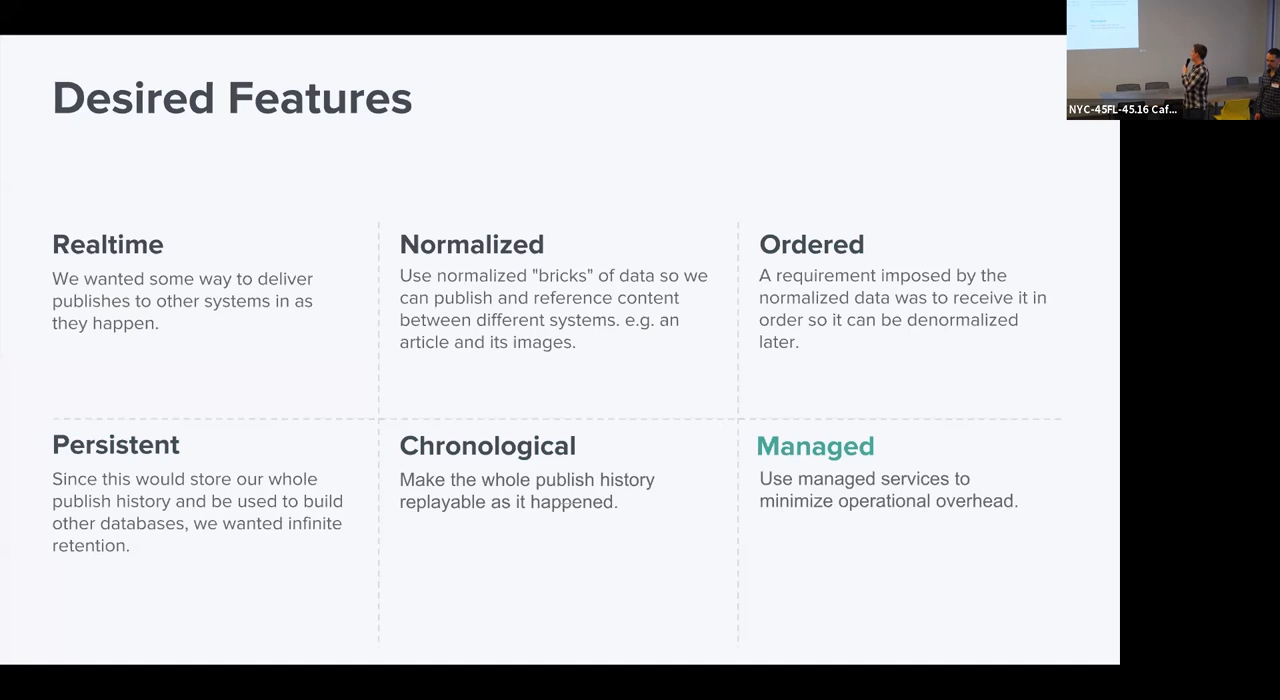 Desired Features
Realtime
We wanted some way to deliver
publishes to other systems in as
they happen.
Normalized
Use normalized "bricks" of data so we
can publish and reference content
between different systems. e.g. an
article and its images.
Ordered
A requirement imposed by the
normalized data was to receive it in
order so it can be denormalized
later.
Persistent
Since this would store our whole
publish history and be used to build
other databases, we wanted infinite
retention.
Chronological
Make the whole publish history
replayable as it happened.
Managed
Use managed services to
minimize operational overhead.
NYC-45FL-45.16 Caf...